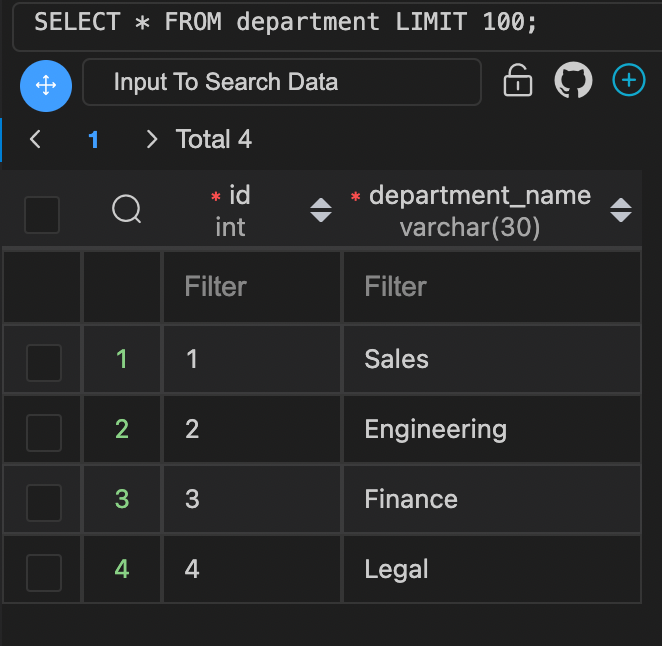 SELECT * FROM department LIMIT 100;
Input To Search Data
1 Total 4
* id * department_name
int varchar(30)
Filter Filter
1 1 Sales
2 2 Engineering
3 3 Finance
4 4 Legal